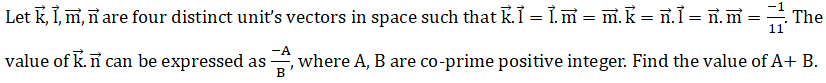 Let k⃗, l⃗, m⃗, n⃗ are four distinct unit's vectors in space such that k⃗.l⃗ = l⃗.m⃗ = m⃗.k⃗ = n⃗.l⃗ = n⃗.m⃗ = -1/11. The
value of k⃗.n⃗ can be expressed as -A/B, where A, B are co-prime positive integer. Find the value of A+ B.